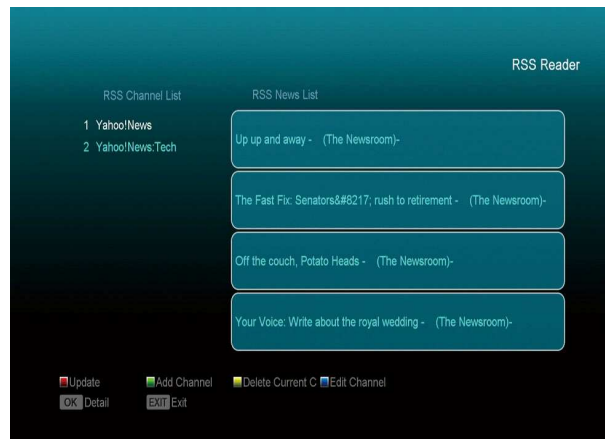 RSS Reader
RSS Channel List
RSS News List
1 Yahoo!News
2 Yahoo!News:Tech
Up up and away - (The Newsroom)-
The Fast Fix: Senators&#8217; rush to retirement - (The Newsroom)-
Off the couch, Potato Heads - (The Newsroom)-
Your Voice: Write about the royal wedding - (The Newsroom)-
Update Add Channel Delete Current C Edit Channel
OK Detail EXIT Exit